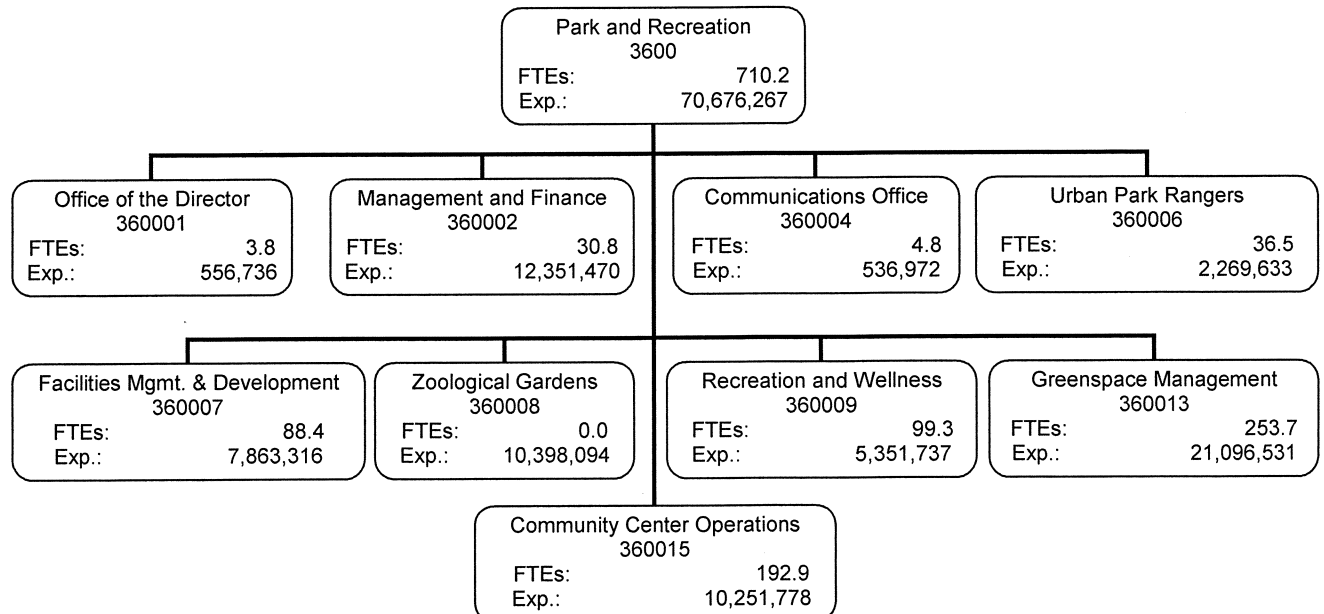 Park and Recreation
3600
FTEs: 710.2
Exp.: 70,676,267
Office of the Director
360001
FTEs: 3.8
Exp.: 556,736
Management and Finance
360002
FTEs: 30.8
Exp.: 12,351,470
Communications Office
360004
FTEs: 4.8
Exp.: 536,972
Urban Park Rangers
360006
FTEs: 36.5
Exp.: 2,269,633
Facilities Mgmt. & Development
360007
FTEs: 88.4
Exp.: 7,863,316
Zoological Gardens
360008
FTEs: 0.0
Exp.: 10,398,094
Recreation and Wellness
360009
FTEs: 99.3
Exp.: 5,351,737
Greenspace Management
360013
FTEs: 253.7
Exp.: 21,096,531
Community Center Operations
360015
FTEs: 192.9
Exp.: 10,251,778